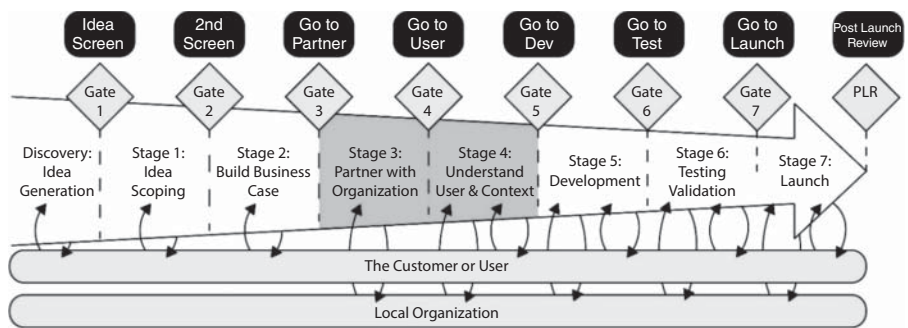 Idea
Screen
2nd
Screen
Go to
Partner
Go to
User
Go to
Dev
Go to
Test
Go to
Launch
Post Launch
Review
Gate
1
Gate
2
Gate
3
Gate
4
Gate
5
Gate
6
Gate
7
PLR
Discovery:
Idea
Generation
Stage 1:
Idea
Scoping
Stage 2:
Build Business
Case
Stage 3:
Partner with
Organization
Stage 4:
Understand
User & Context
Stage 5:
Development
Stage 6:
Testing
Validation
Stage 7:
Launch
The Customer or User
Local Organization